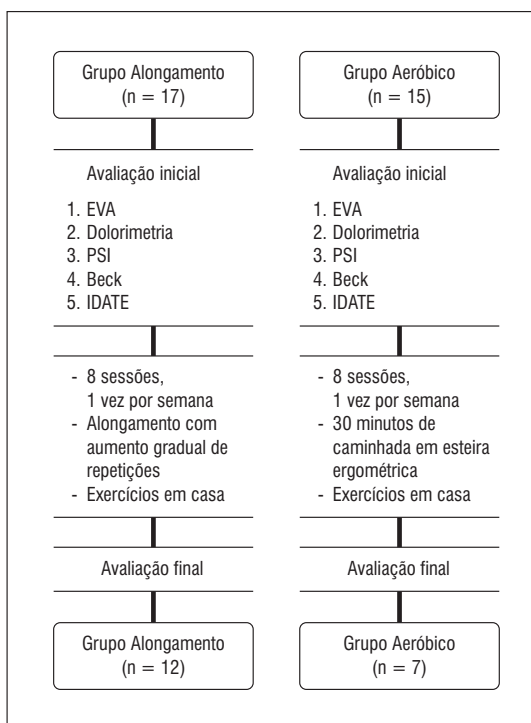 Grupo Alongamento
(n = 17)
Avaliação inicial
1. EVA
2. Dolorimetria
3. PSI
4. Beck
5. IDATE
- 8 sessões,
1 vez por semana
- Alongamento com
aumento gradual de
repetições
- Exercícios em casa
Avaliação final
Grupo Alongamento
(n = 12)
Grupo Aeróbico
(n = 15)
Avaliação inicial
1. EVA
2. Dolorimetria
3. PSI
4. Beck
5. IDATE
- 8 sessões,
1 vez por semana
- 30 minutos de
caminhada em esteira
ergométrica
- Exercícios em casa
Avaliação final
Grupo Aeróbico
(n = 7)